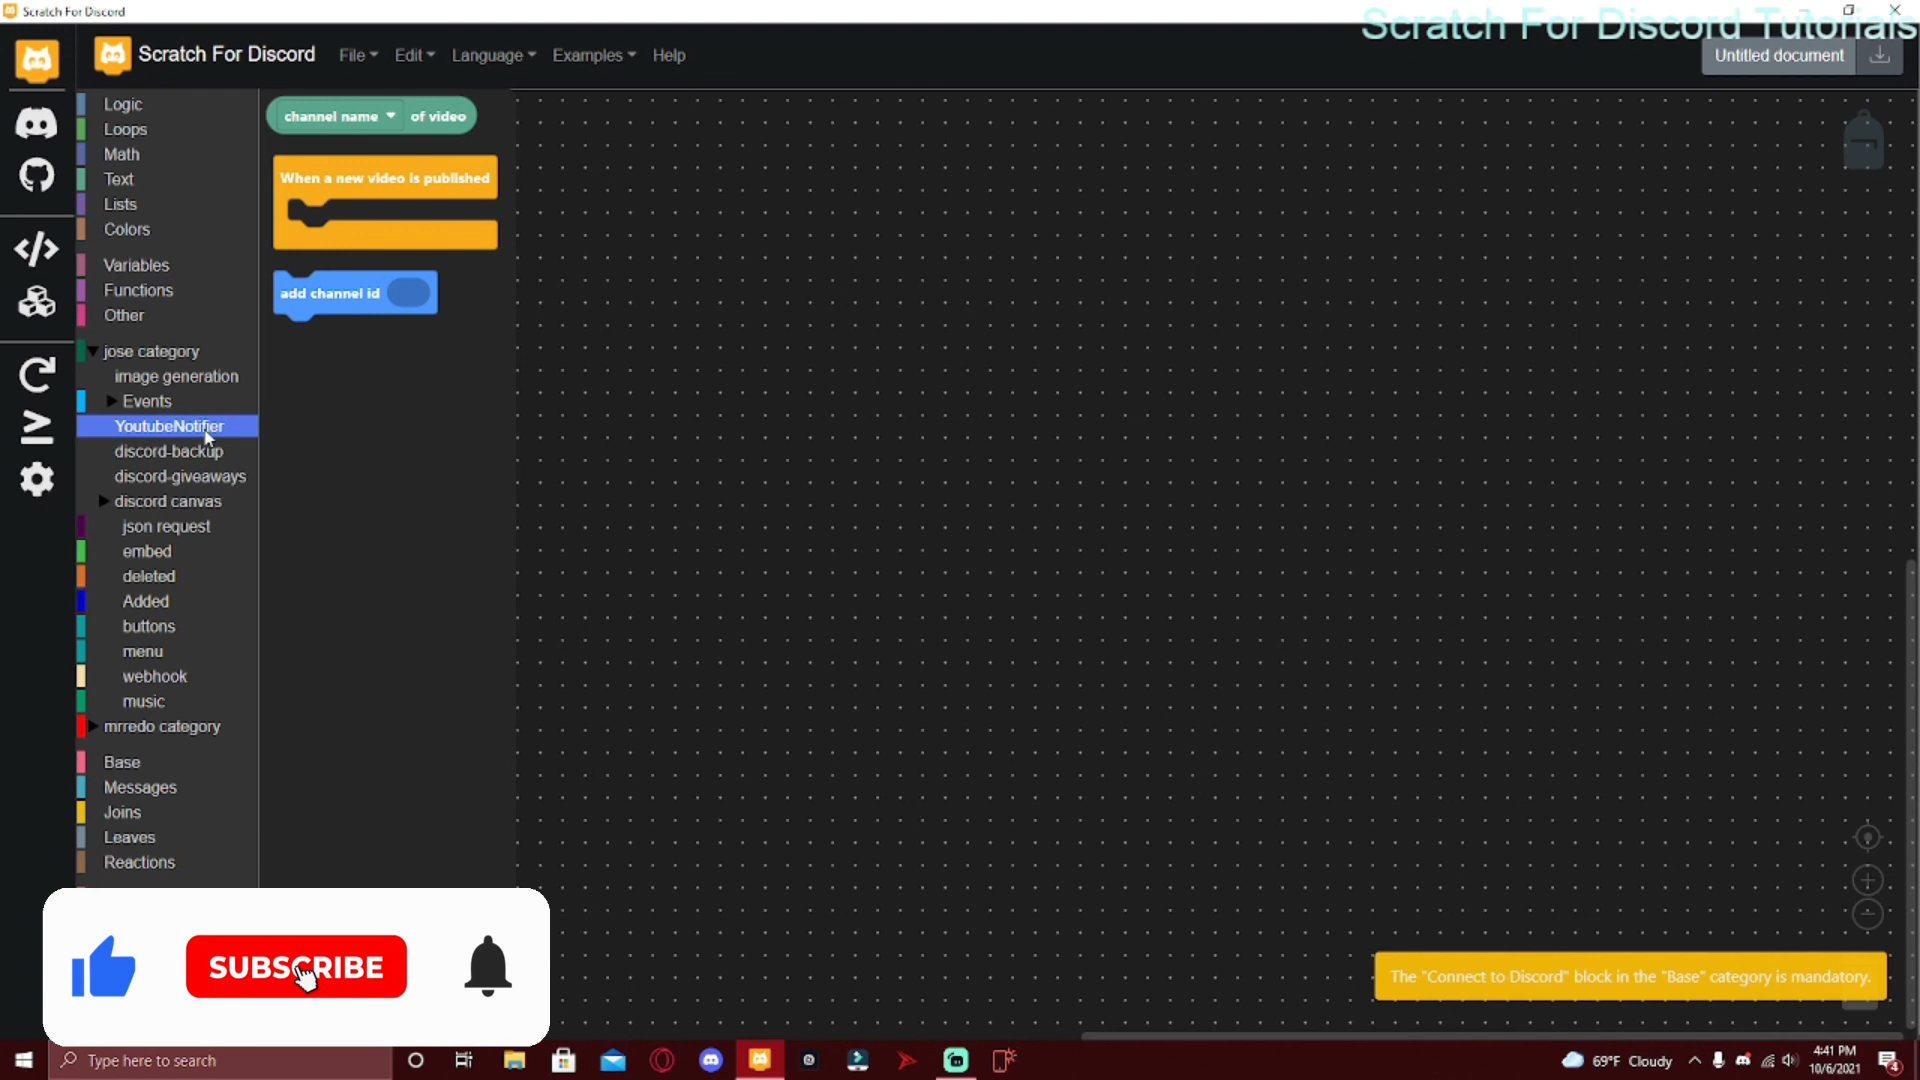 Scratch For Discord
Scratch For Discord Tutorials
Scratch For Discord
File
Edit
Language
Examples
Help
Untitled document
Logic
Loops
Math
Text
Lists
Colors
Variables
Functions
Other
jose category
image generation
Events
YoutubeNotifier
discord-backup
discord-giveaways
discord canvas
json request
embed
deleted
Added
buttons
menu
webhook
music
mrredo category
Base
Messages
Joins
Leaves
Reactions
channel name of video
When a new video is published
add channel id
SUBSCRIBE
The "Connect to Discord" block in the "Base" category is mandatory.
Type here to search
69°F Cloudy
4:41 PM
10/6/2021
4